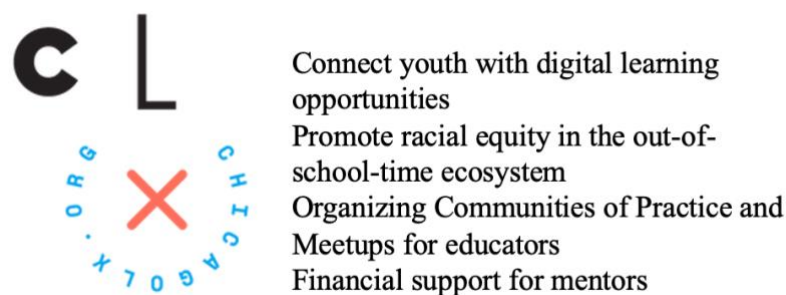 C L
X
CHICAGOLX.ORG
Connect youth with digital learning
opportunities
Promote racial equity in the out-of-
school-time ecosystem
Organizing Communities of Practice and
Meetups for educators
Financial support for mentors